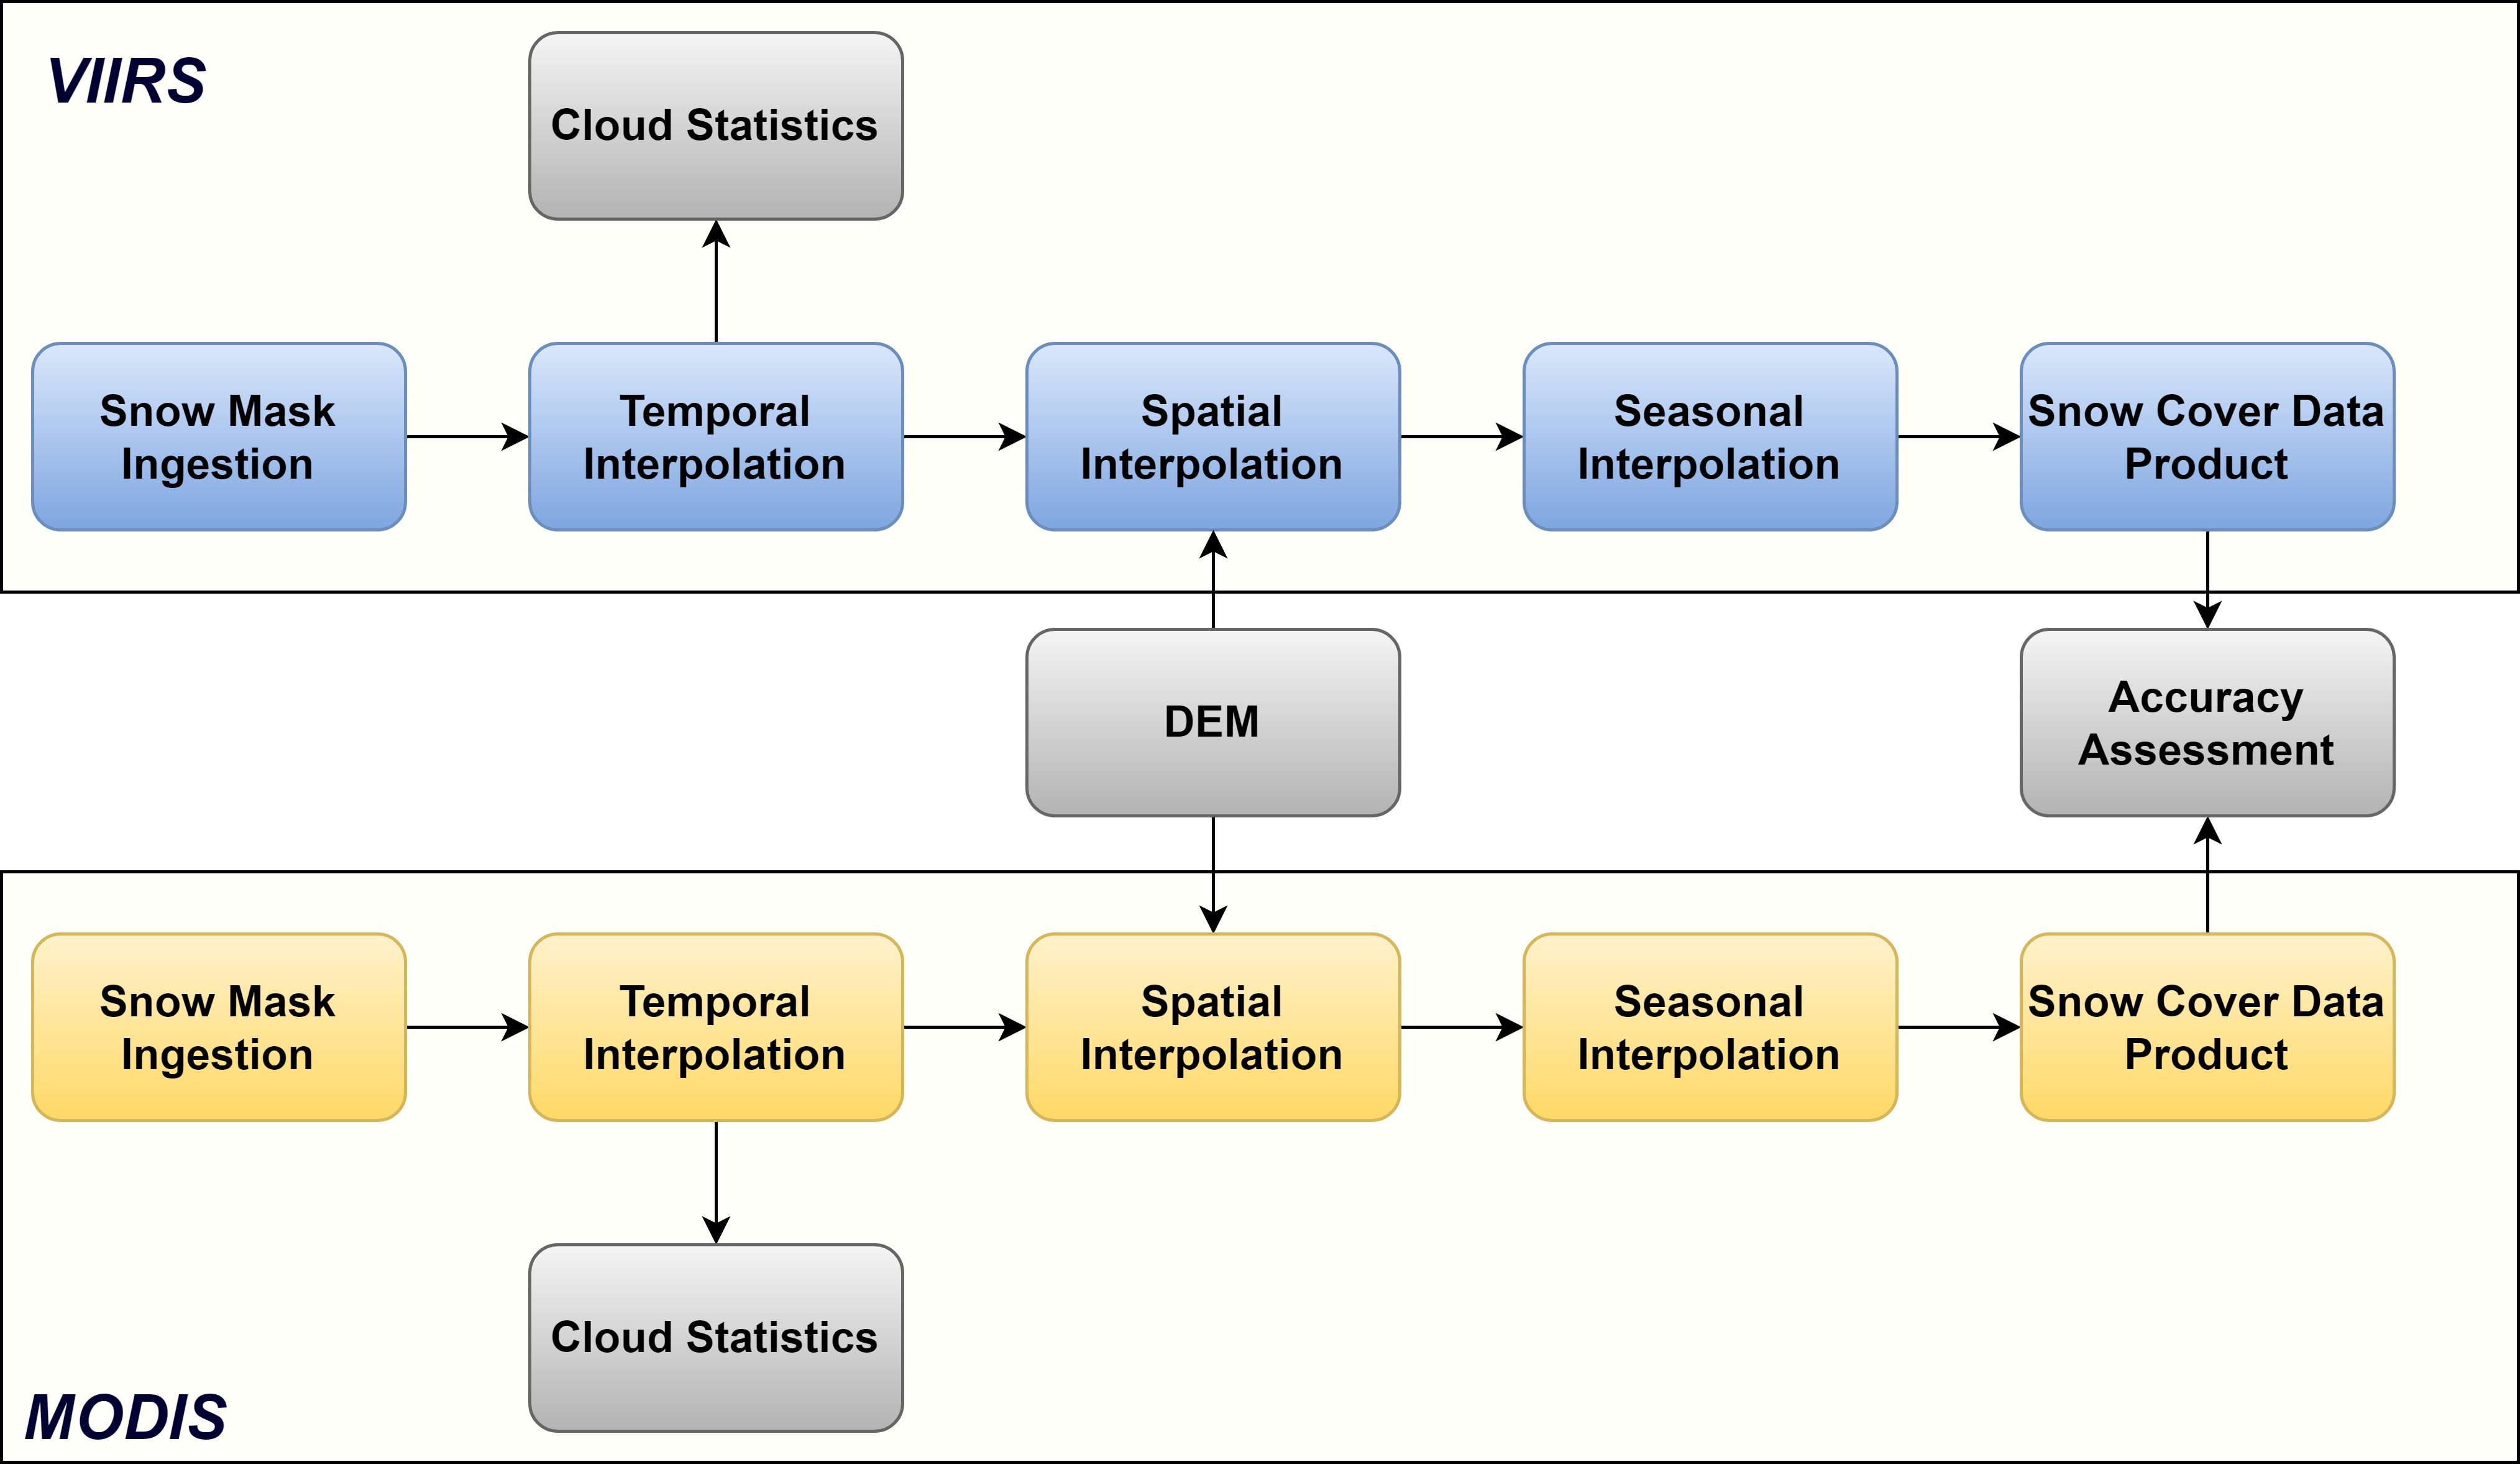 VIIRS
Cloud Statistics
Snow Mask
Ingestion
Temporal
Interpolation
Spatial
Interpolation
Seasonal
Interpolation
Snow Cover Data
Product
DEM
Accuracy
Assessment
Snow Mask
Ingestion
Temporal
Interpolation
Spatial
Interpolation
Seasonal
Interpolation
Snow Cover Data
Product
Cloud Statistics
MODIS